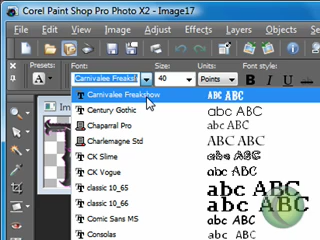 Corel Paint Shop Pro Photo X2 - Image17
File Edit View Image Adjust Effects Selections Objects
Presets: Font: Size: Units: Font style:
A Carnivalee Freaksh 40 Points B I U
Carnivalee Freakshow ABC ABC
Century Gothic abc ABC
Chaparral Pro abc ABC
Charlemagne Std ABC ABC
CK Slime abc ABC
CK Vogue abc ABC
classic 10_65 abc ABC
classic 10_66 abc ABC
Comic Sans MS abc ABC
Consolas abc ABC